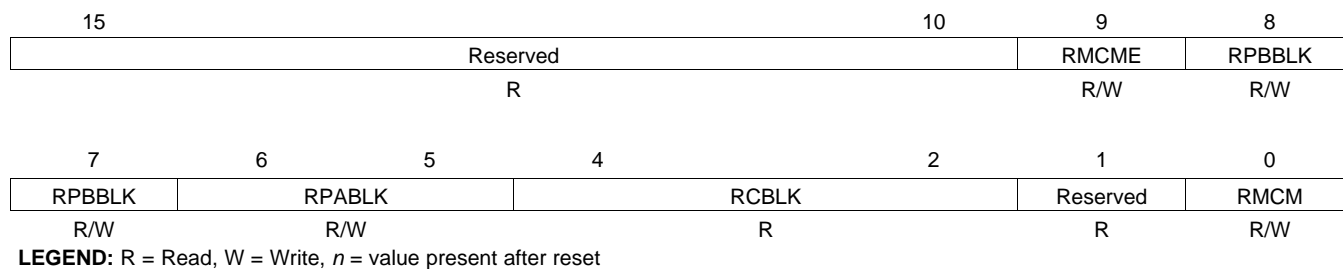 15 10 9 8
Reserved RMCME RPBBLK
R R/W R/W
7 6 5 4 2 1 0
RPBBLK RPABLK RCBLK Reserved RMCM
R/W R/W R R R/W
LEGEND: R = Read, W = Write, n = value present after reset